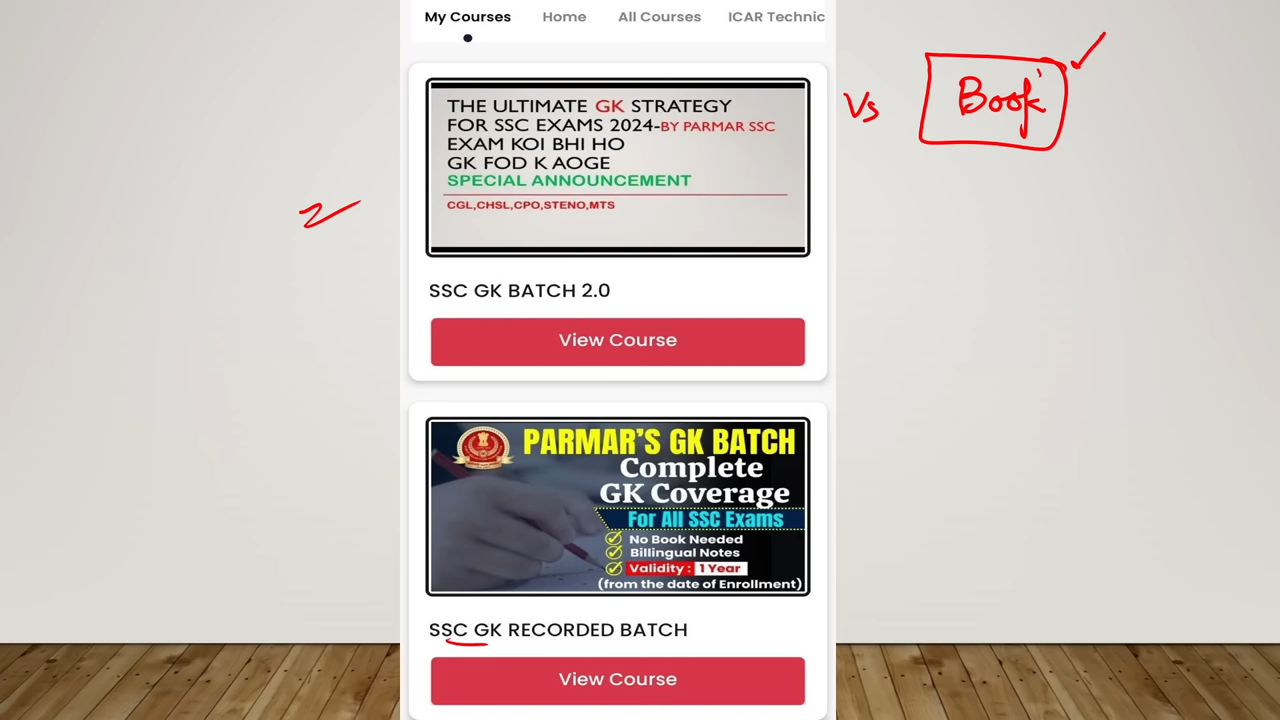 My Courses Home All Courses ICAR Technic
THE ULTIMATE GK STRATEGY
FOR SSC EXAMS 2024-BY PARMAR SSC
EXAM KOI BHI HO
GK FOD K AOGE
SPECIAL ANNOUNCEMENT
CGL,CHSL,CPO,STENO,MTS
Vs Book
SSC GK BATCH 2.0
View Course
PARMAR'S GK BATCH
Complete
GK Coverage
For All SSC Exams
No Book Needed
Billingual Notes
Validity : 1 Year
(from the date of Enrollment)
SSC GK RECORDED BATCH
View Course